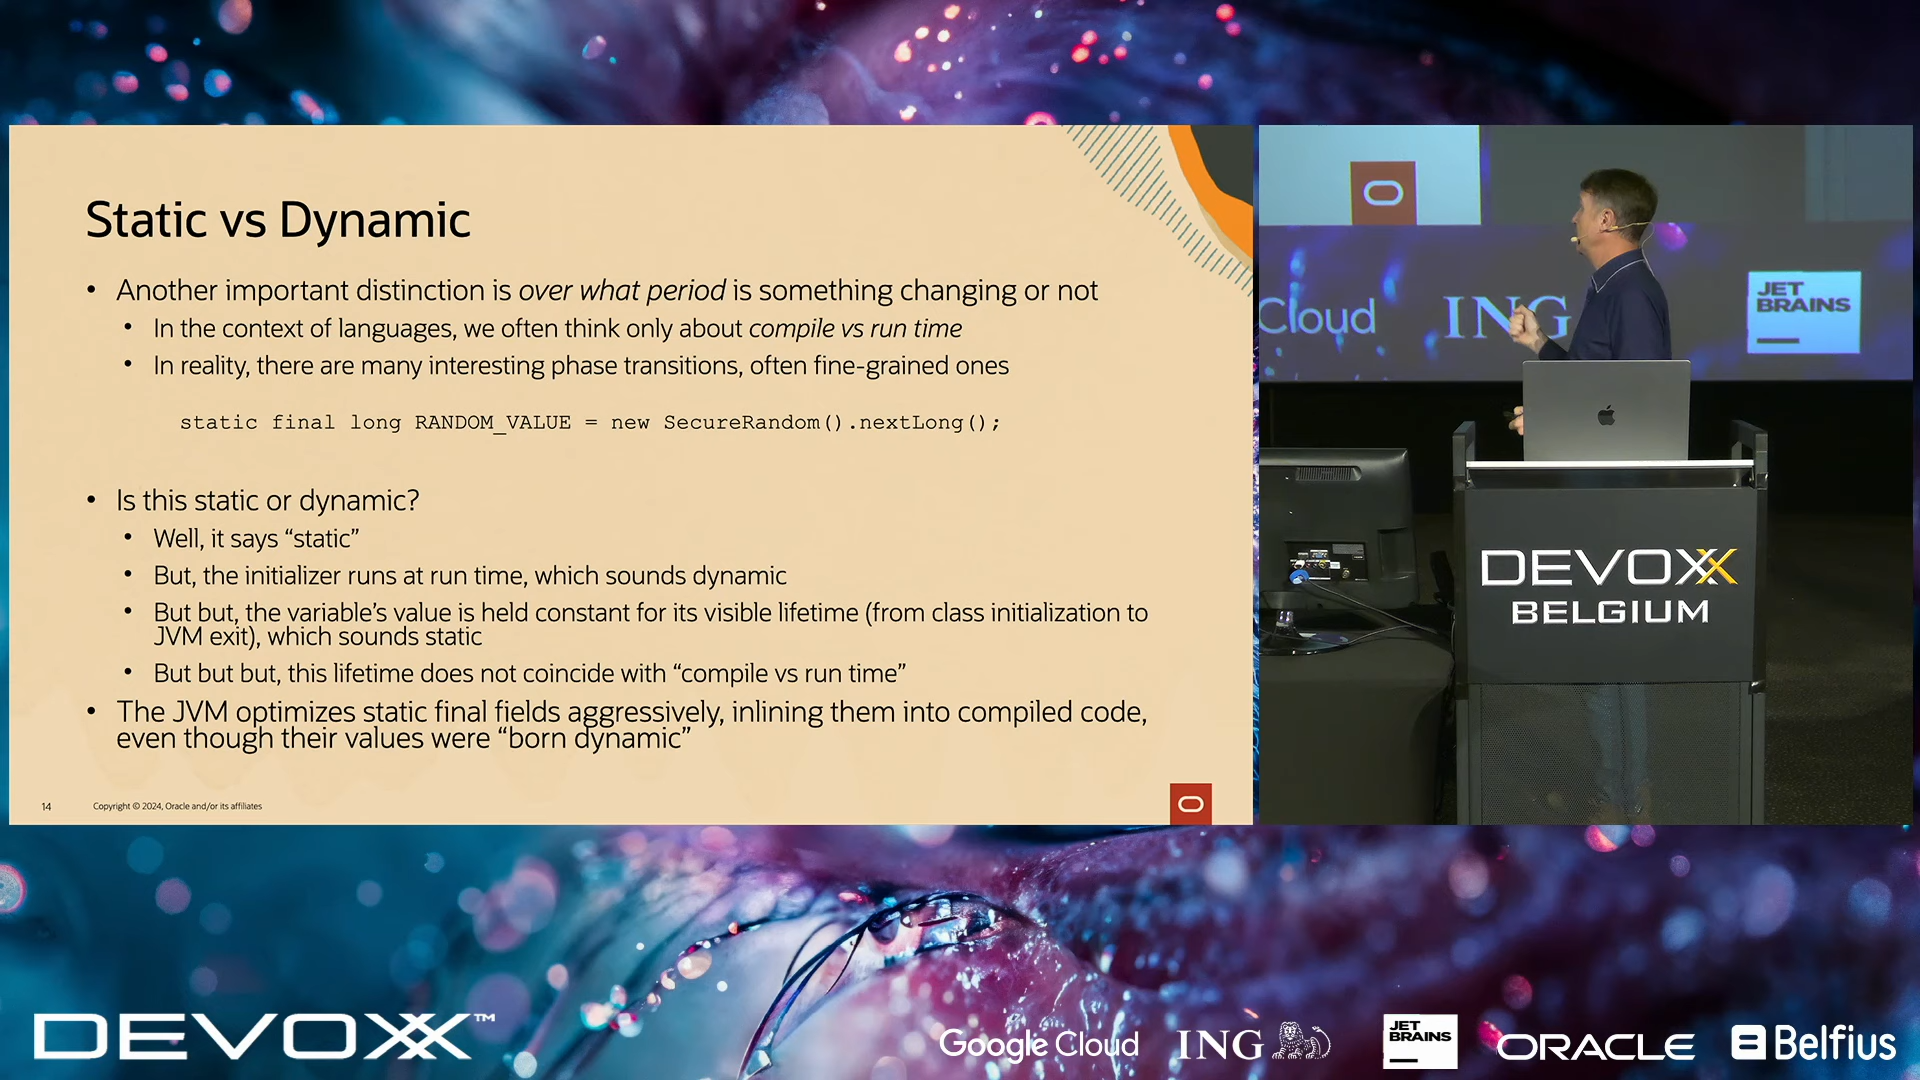 Static vs Dynamic
• Another important distinction is over what period is something changing or not
• In the context of languages, we often think only about compile vs run time
• In reality, there are many interesting phase transitions, often fine-grained ones
static final long RANDOM_VALUE = new SecureRandom().nextLong();
• Is this static or dynamic?
• Well, it says “static”
• But, the initializer runs at run time, which sounds dynamic
• But but, the variable’s value is held constant for its visible lifetime (from class initialization to
JVM exit), which sounds static
• But but but, this lifetime does not coincide with “compile vs run time”
• The JVM optimizes static final fields aggressively, inlining them into compiled code,
even though their values were “born dynamic”
14
Copyright © 2024, Oracle and/or its affiliates
Cloud
ING
JET
BRAINS
DEVOXX
BELGIUM
DEVOXX™
Google Cloud
ING
JET
BRAINS
ORACLE
Belfius